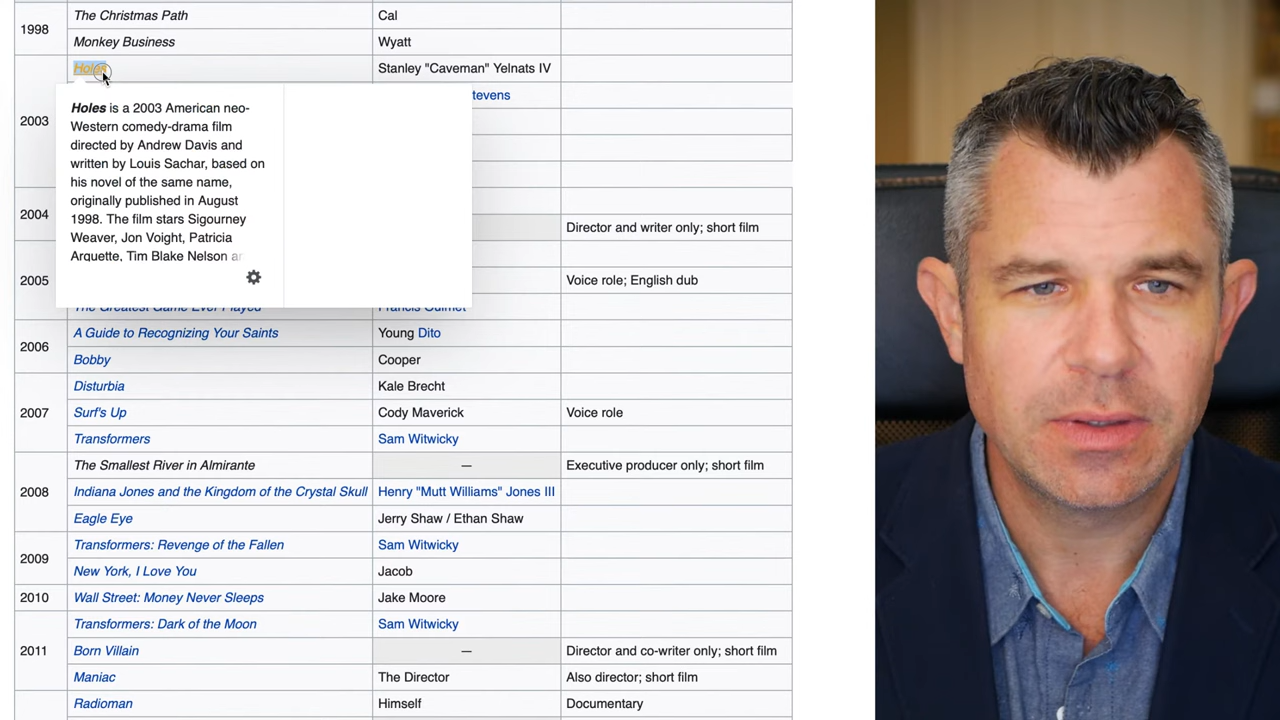 1998
The Christmas Path Cal
Monkey Business Wyatt
2003
Holes Stanley "Caveman" Yelnats IV
Holes is a 2003 American neo-
Western comedy-drama film
directed by Andrew Davis and
written by Louis Sachar, based on
his novel of the same name,
originally published in August
1998. The film stars Sigourney
Weaver, Jon Voight, Patricia
Arquette, Tim Blake Nelson
tevens
2004
Director and writer only; short film
2005
Voice role; English dub
The Greatest Game Ever Played Francis Ouimet
2006
A Guide to Recognizing Your Saints Young Dito
Bobby Cooper
2007
Disturbia Kale Brecht
Surf's Up Cody Maverick Voice role
Transformers Sam Witwicky
2008
The Smallest River in Almirante — Executive producer only; short film
Indiana Jones and the Kingdom of the Crystal Skull Henry "Mutt Williams" Jones III
Eagle Eye Jerry Shaw / Ethan Shaw
2009
Transformers: Revenge of the Fallen Sam Witwicky
New York, I Love You Jacob
2010 Wall Street: Money Never Sleeps Jake Moore
2011
Transformers: Dark of the Moon Sam Witwicky
Born Villain — Director and co-writer only; short film
Maniac The Director Also director; short film
Radioman Himself Documentary